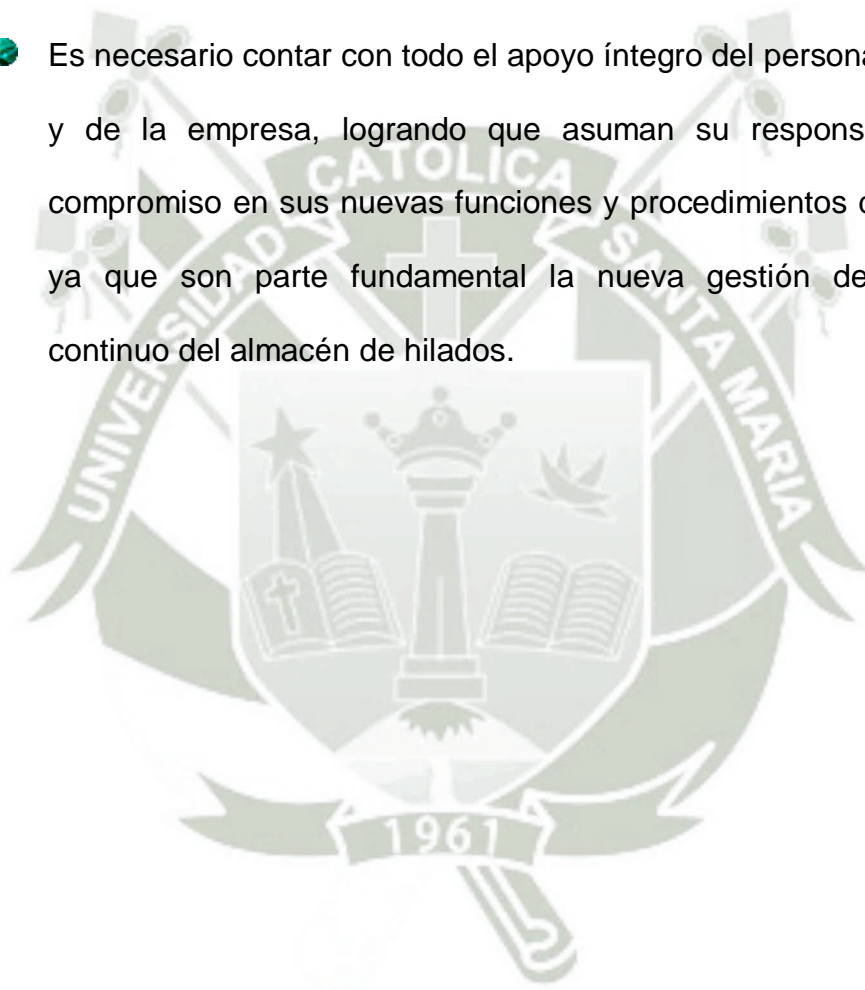 Es necesario contar con todo el apoyo íntegro del persona
y de la empresa, logrando que asuman su respons
compromiso en sus nuevas funciones y procedimientos
ya que son parte fundamental la nueva gestión de
continuo del almacén de hilados.
UNIVERSIDAD CATÓLICA SANTA MARIA
1961